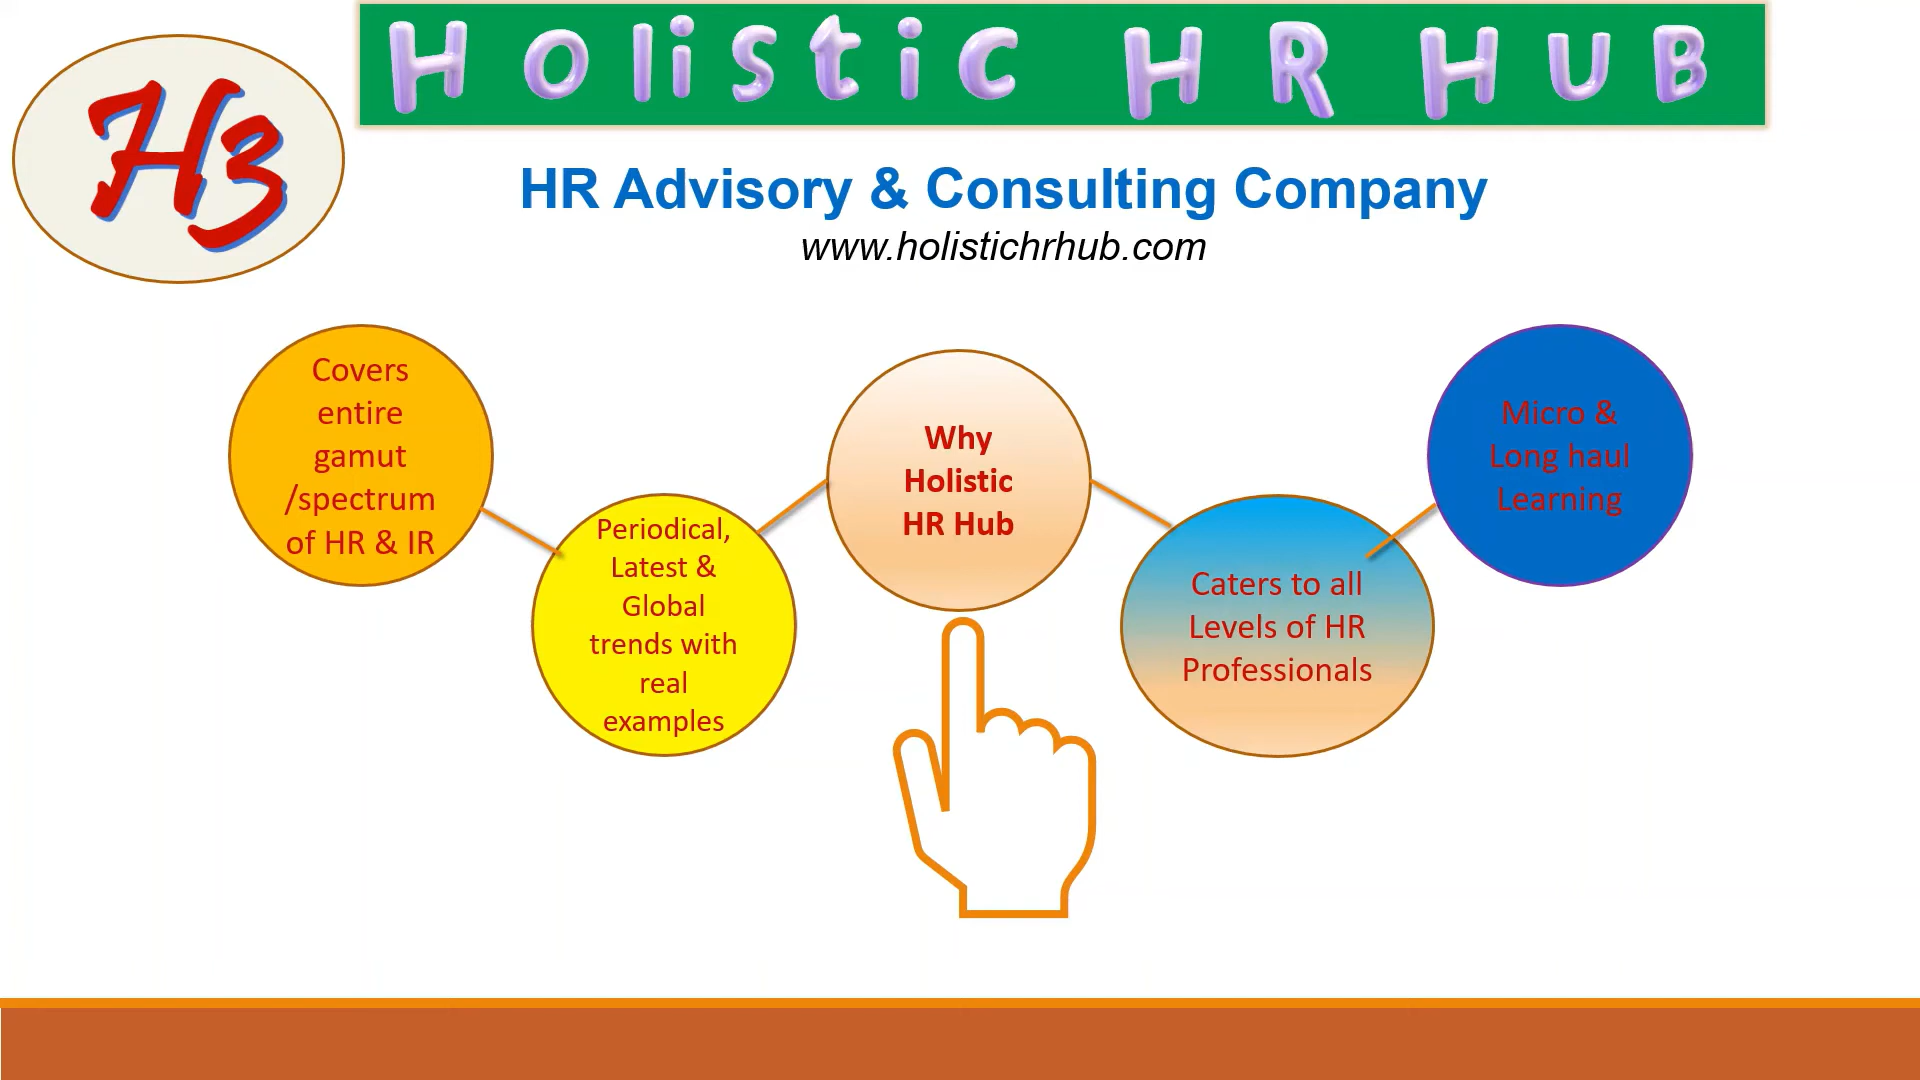 H3
Holistic HR HUB
HR Advisory & Consulting Company
www.holistichrhub.com
Covers
entire
gamut
/spectrum
of HR & IR
Periodical,
Latest &
Global
trends with
real
examples
Why
Holistic
HR Hub
Caters to all
Levels of HR
Professionals
Micro &
Long haul
Learning